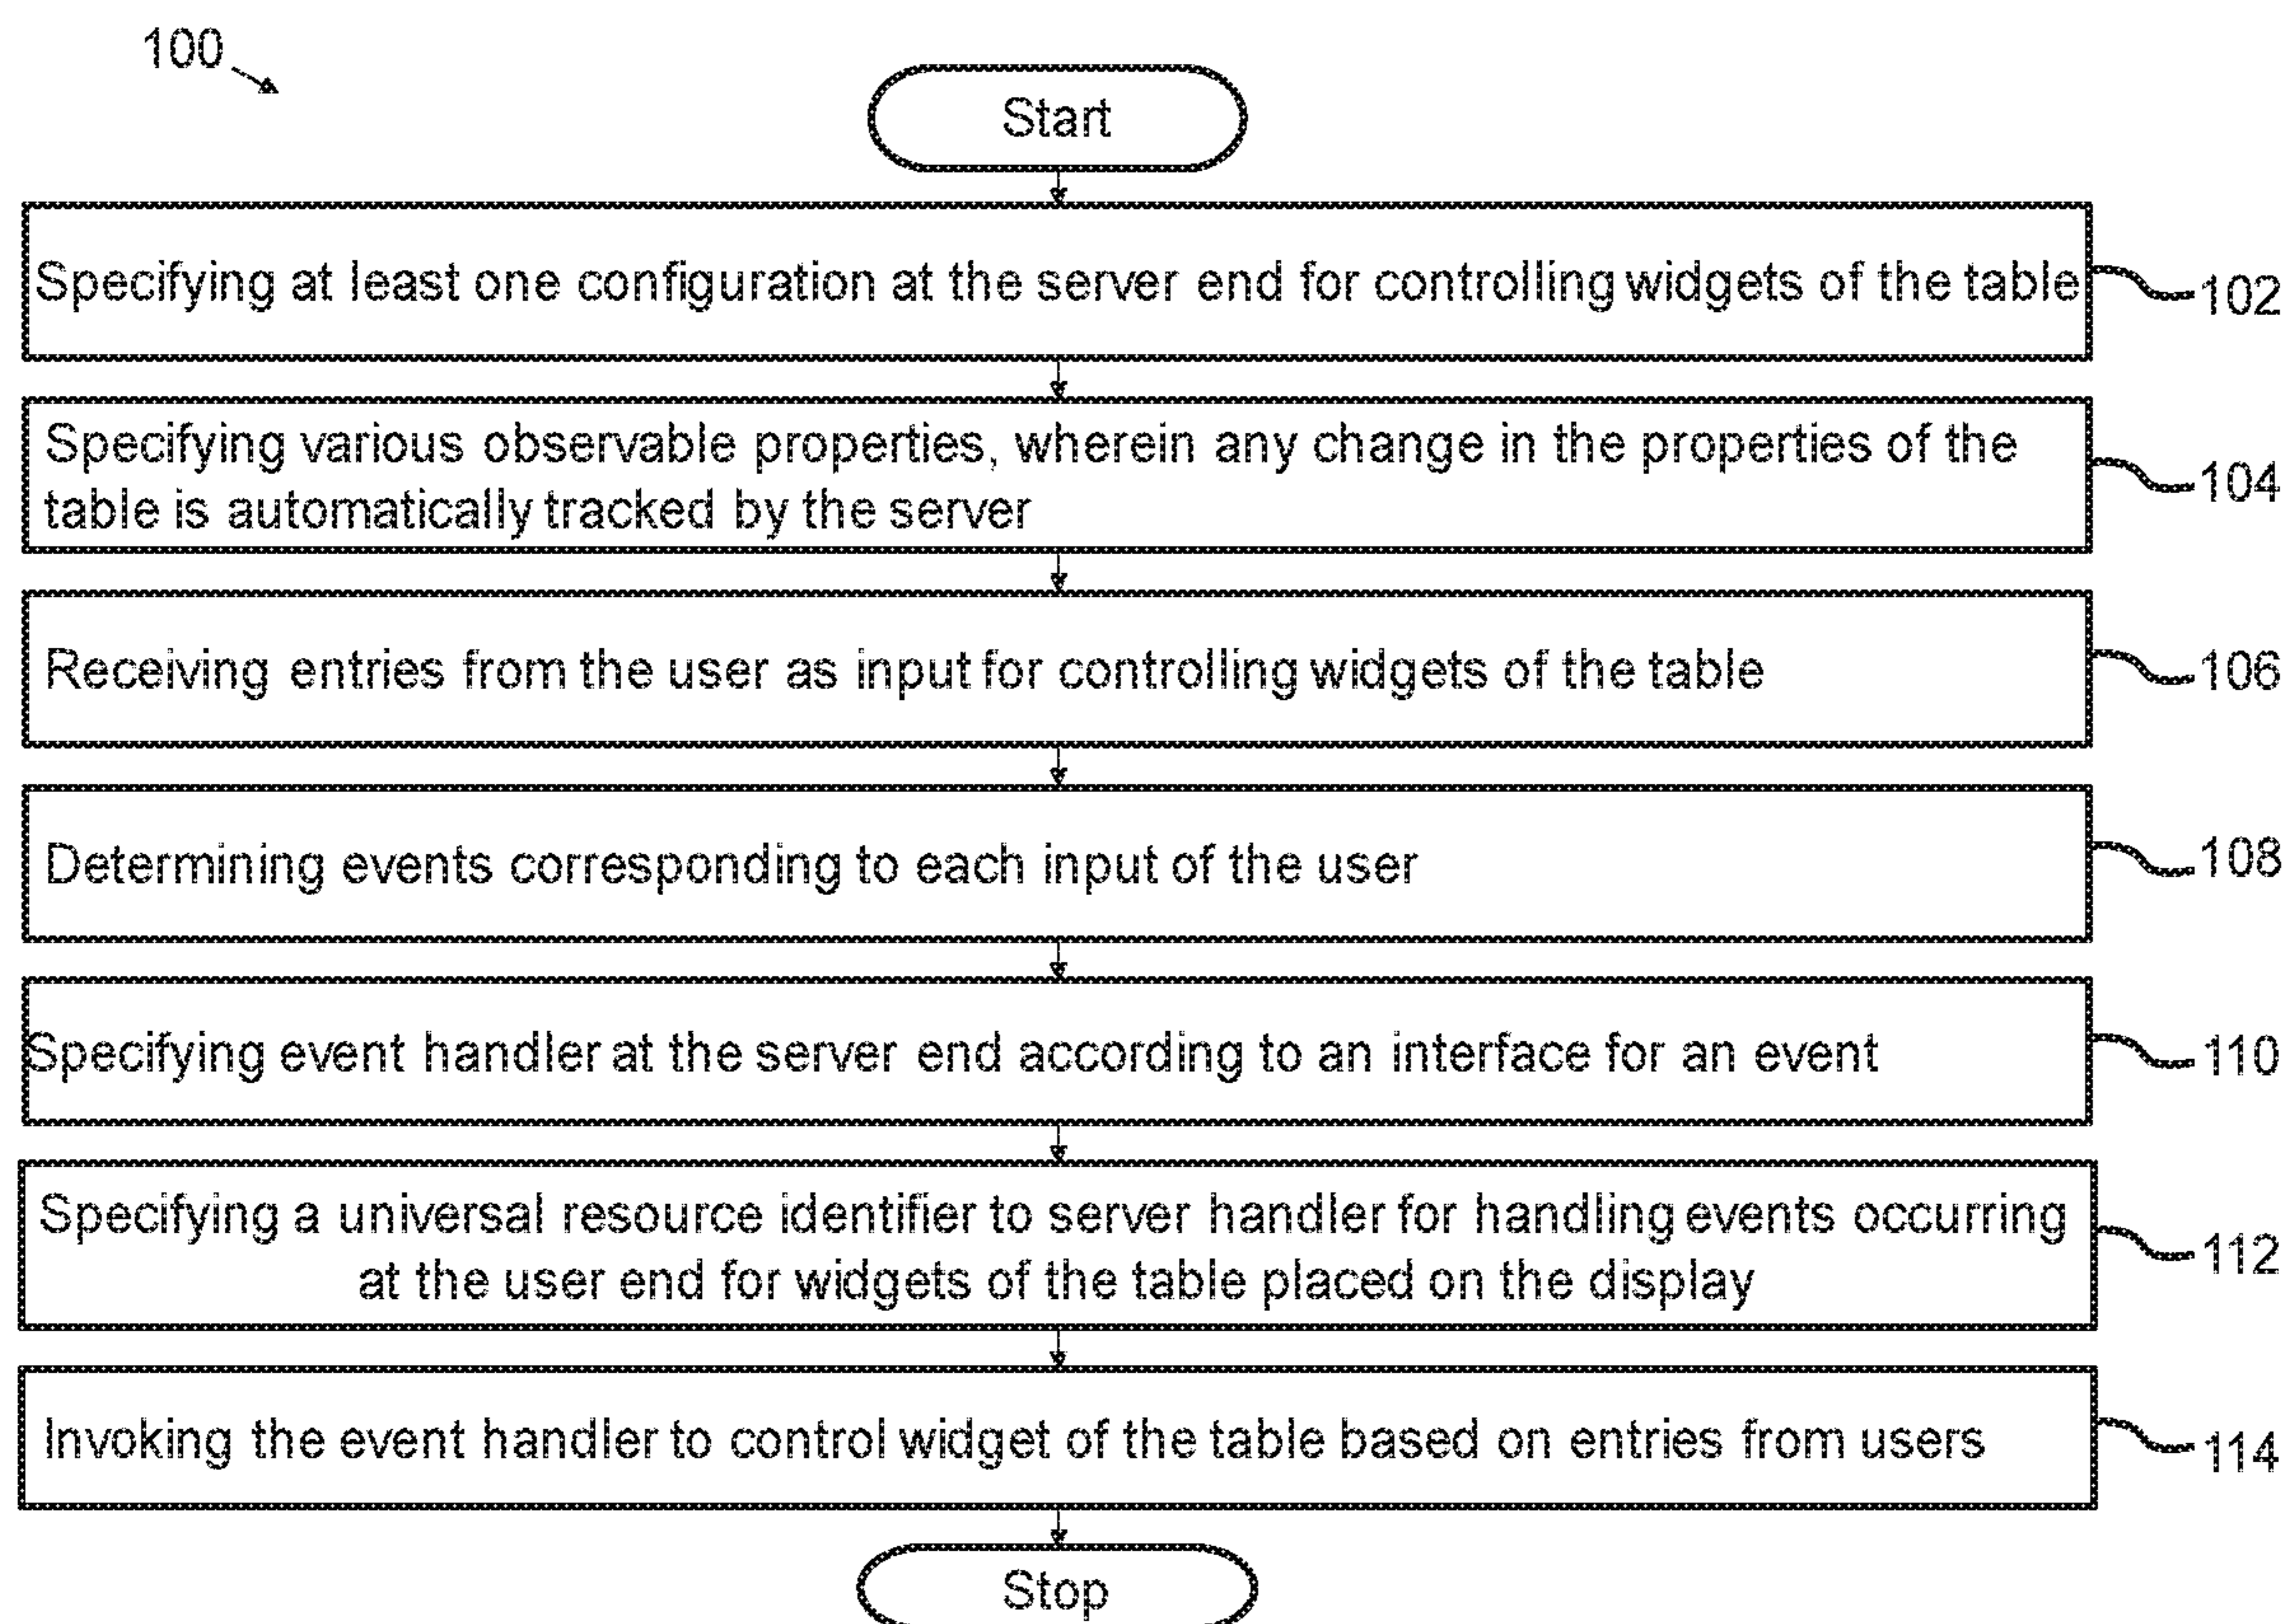 100
Start
Specifying at least one configuration at the server end for controlling widgets of the table
102
Specifying various observable properties, wherein any change in the properties of the
table is automatically tracked by the server
104
Receiving entries from the user as input for controlling widgets of the table
106
Determining events corresponding to each input of the user
108
Specifying event handler at the server end according to an interface for an event
110
Specifying a universal resource identifier to server handler for handling events occurring
at the user end for widgets of the table placed on the display
112
Invoking the event handler to control widget of the table based on entries from users
114
Stop